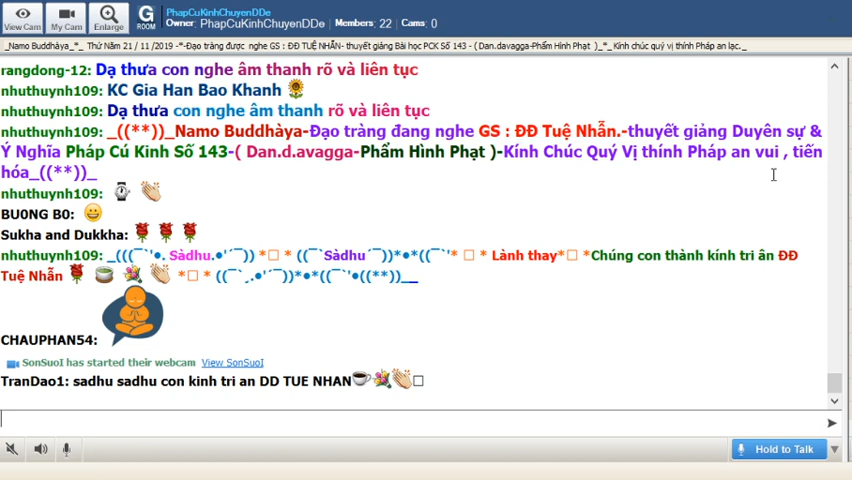 View Cam
My Cam
Enlarge
G
ROOM
PhapCuKinhChuyenDDe
Owner: PhapCuKinhChuyenDDe Members: 22 Cams: 0
_Namo Buddhàya_*_ Thứ Năm 21 / 11 /2019 -*-Đạo tràng được nghe GS : ĐĐ TUỆ NHẪN- thuyết giảng Bài học PCK Số 143 - ( Dan.davagga-Phẩm Hình Phạt )_*_Kính chúc quý vị thính Pháp an lạc._
rangdong-12: Dạ thưa con nghe âm thanh rõ và liên tục
nhuthuynh109: KC Gia Han Bao Khanh
nhuthuynh109: Dạ thưa con nghe âm thanh rõ và liên tục
nhuthuynh109: _((**))_Namo Buddhàya-Đạo tràng đang nghe GS : ĐĐ Tuệ Nhẫn.-thuyết giảng Duyên sự &
Ý Nghĩa Pháp Cú Kinh Số 143-( Dan.d.avagga-Phẩm Hình Phạt )-Kính Chúc Quý Vị thính Pháp an vui , tiến
hóa_((**))_
nhuthuynh109:
BU0NG B0:
Sukha and Dukkha:
nhuthuynh109: _(((¯`'•. Sàdhu.•'´¯)) *□ * ((¯`Sàdhu´¯))*•*((¯`'* □ * Lành thay*□ *Chúng con thành kính tri ân ĐĐ
Tuệ Nhẫn *□ * ((¯`¸.•'´¯))*•*((¯`'•((**))__
CHAUPHAN54:
SonSuoI has started their webcam View SonSuoI
TranDao1: sadhu sadhu con kinh tri an DD TUE NHAN
Hold to Talk